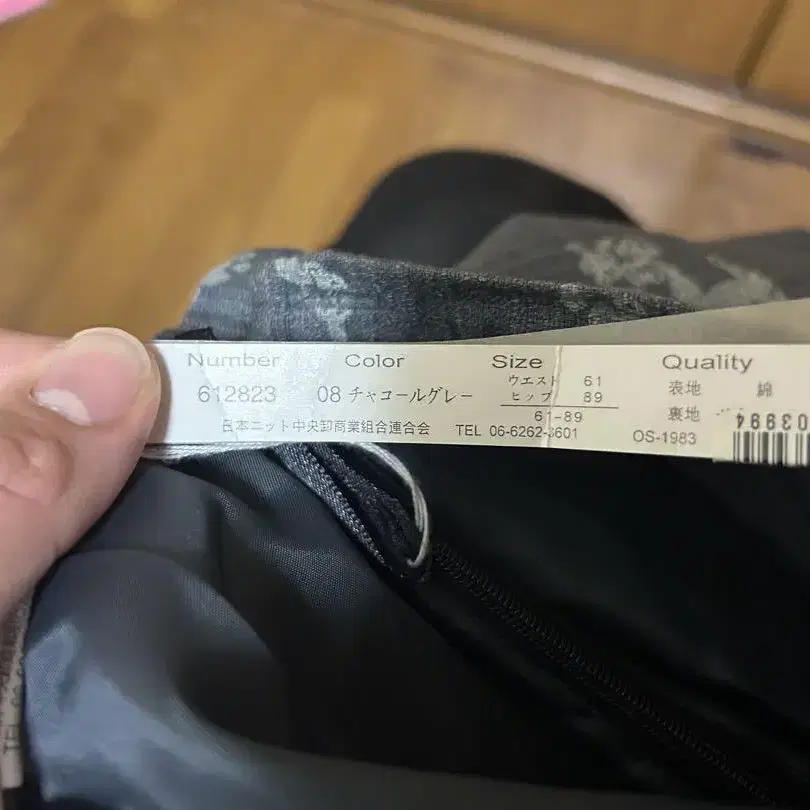 Number Color Size Quality
612823 08 チャコールグレー ウエスト 61 表地 綿
ヒップ 89 裏地
61-89
日本ニット中央卸商業組合連合会 TEL 06-6262-3601 OS-1983
03994
TEL